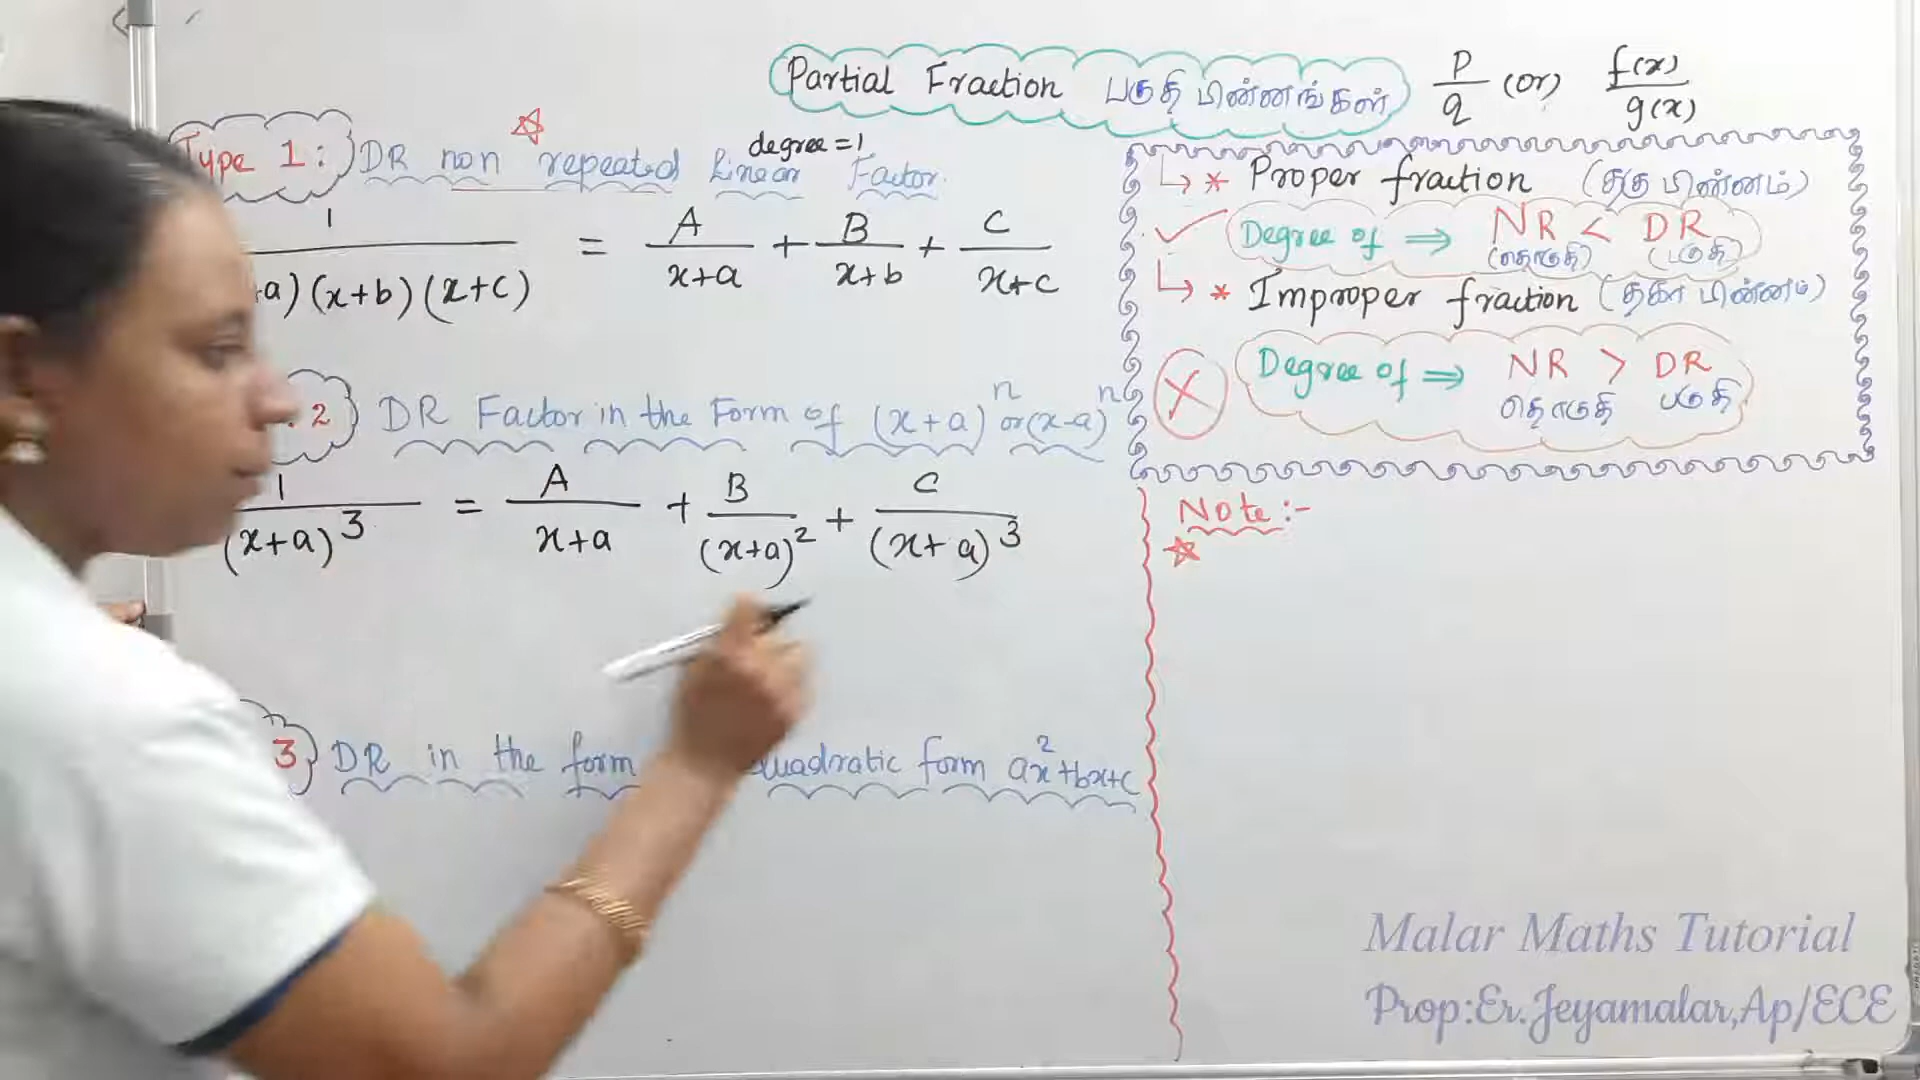 Partial Fraction பகுதி பின்னங்கள் P/q (or) f(x)/g(x)
Type 1: DR non repeated Linear Factor.
degree = 1
1/(x+a)(x+b)(x+c) = A/x+a + B/x+b + C/x+c
* Proper fraction (தகு பின்னம்)
Degree of ⇒ NR < DR
(தொகுதி) (பகுதி)
* Improper fraction (தகா பின்னம்)
Degree of ⇒ NR > DR
தொகுதி பகுதி
2 DR Factor in the Form of (x+a)^n or (x-a)^n
1/(x+a)^3 = A/x+a + B/(x+a)^2 + C/(x+a)^3
Note :-
3 DR in the form quadratic form ax^2+bx+c
Malar Maths Tutorial
Prop:Er.Jeyamalar,Ap/ECE